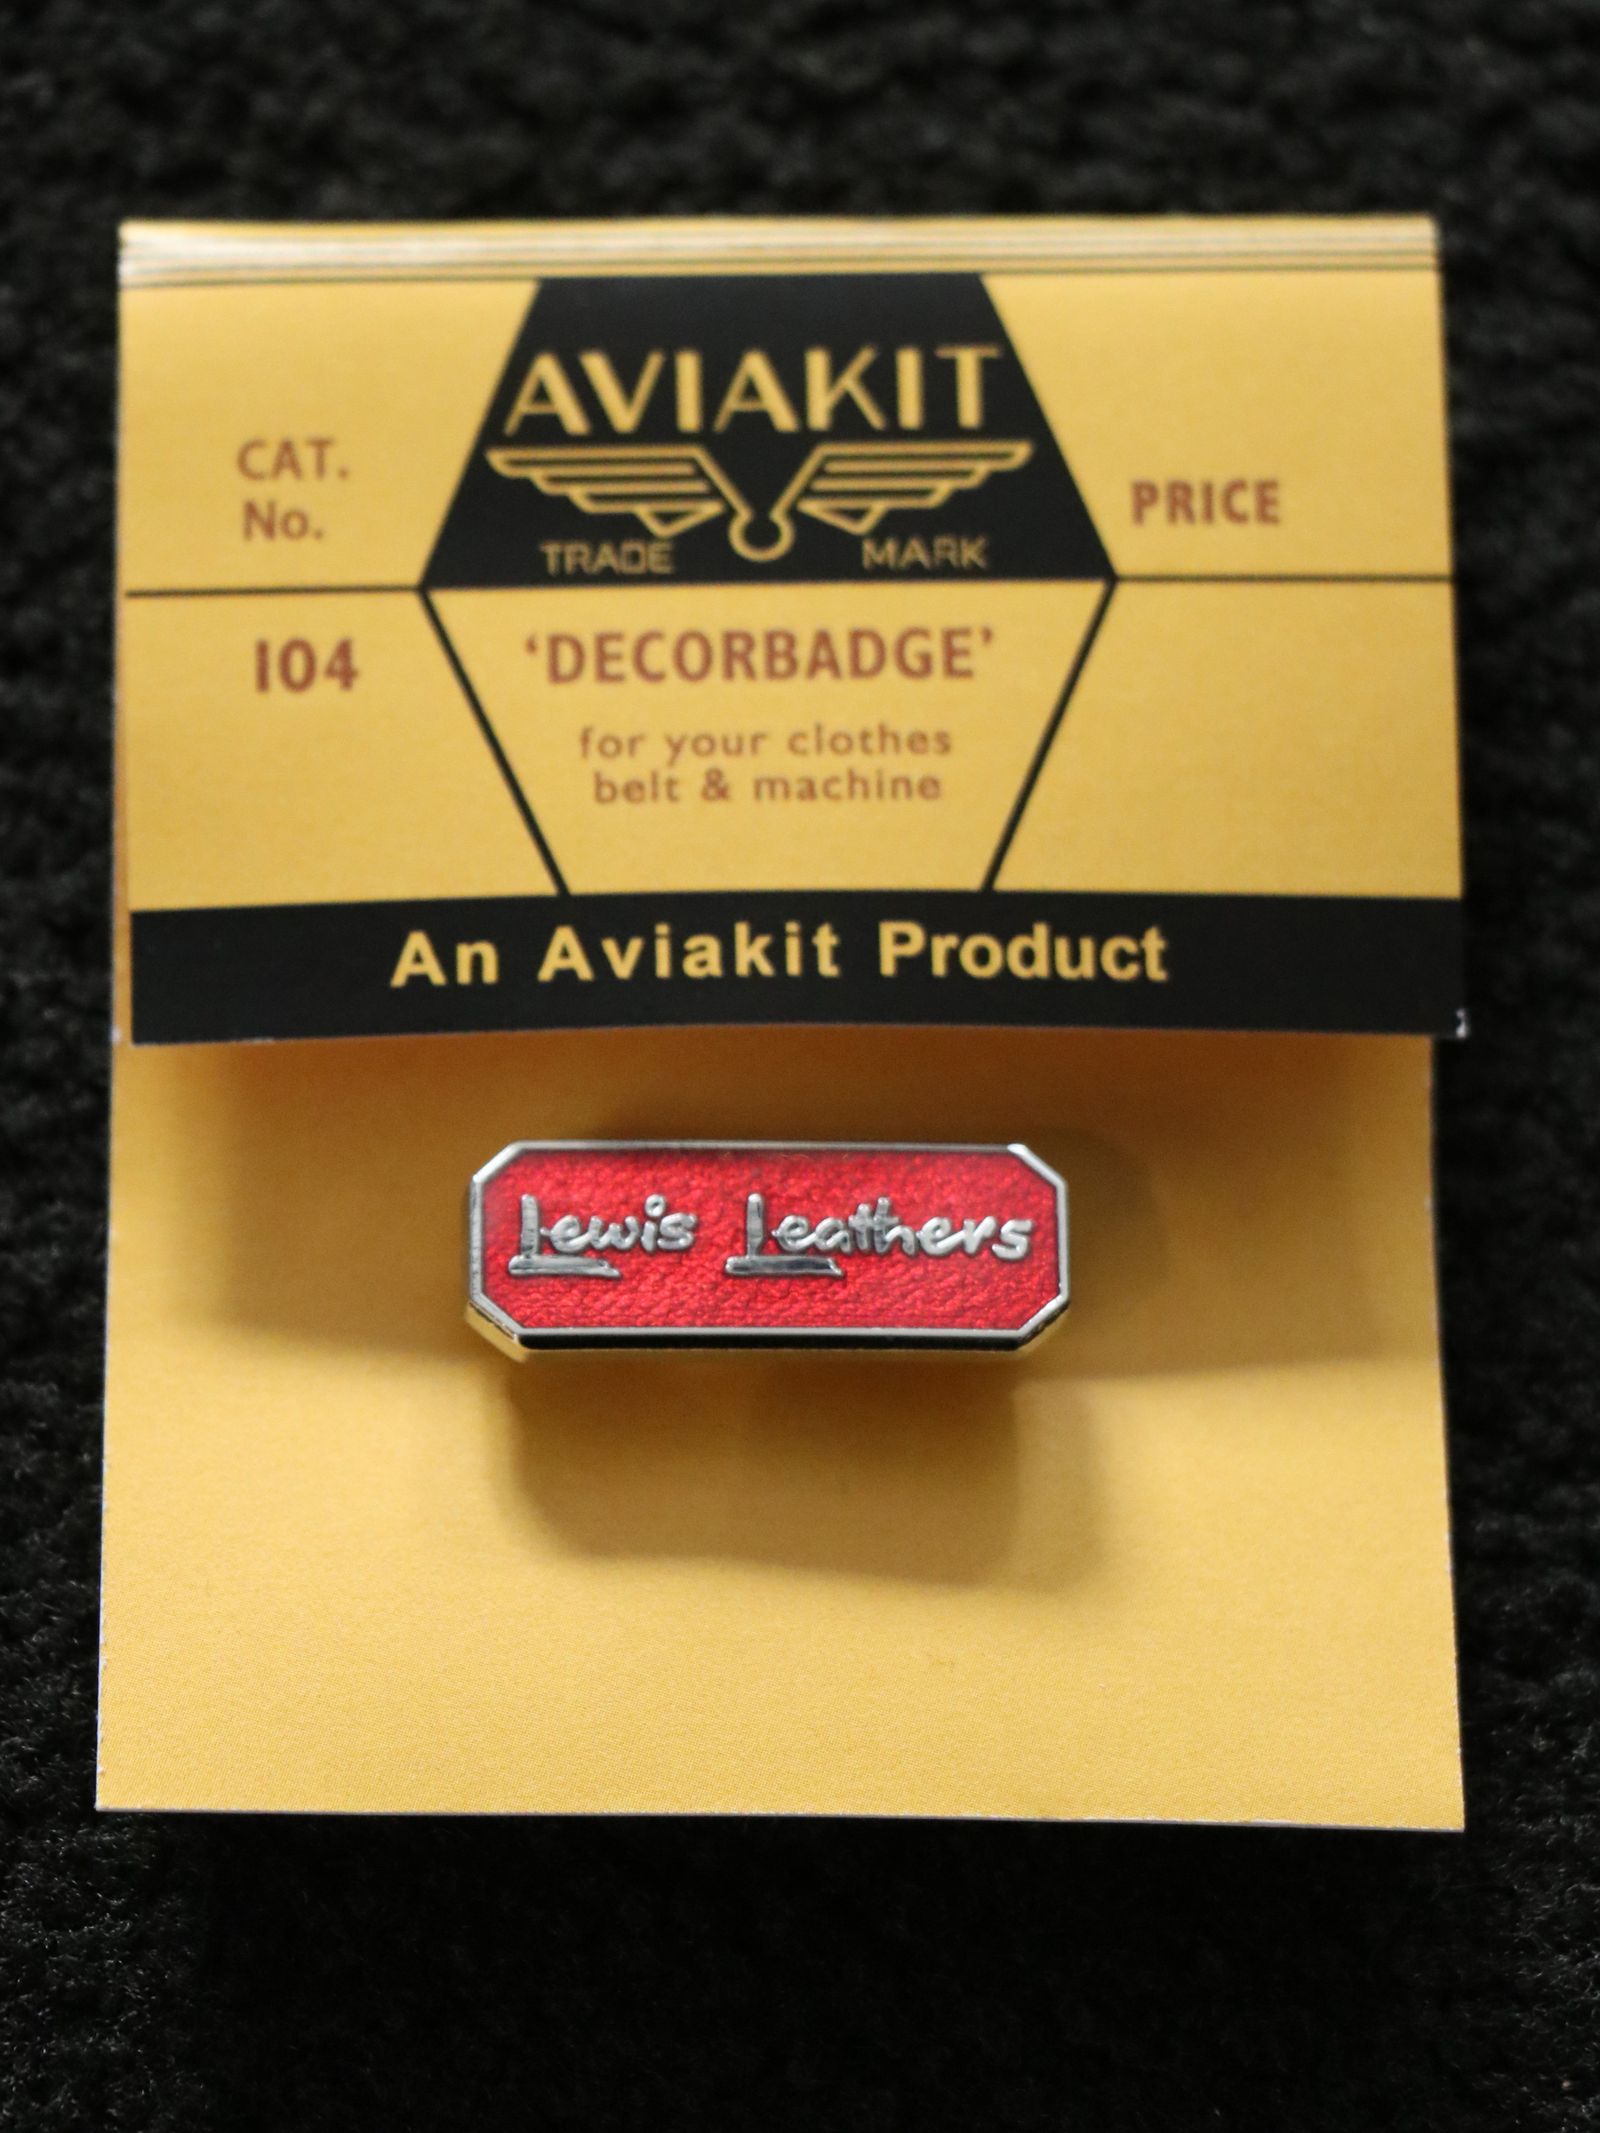 AVIAKIT
TRADE MARK
CAT.
No.
PRICE
104
'DECORBADGE'
for your clothes
belt & machine
An Aviakit Product
Lewis Leathers